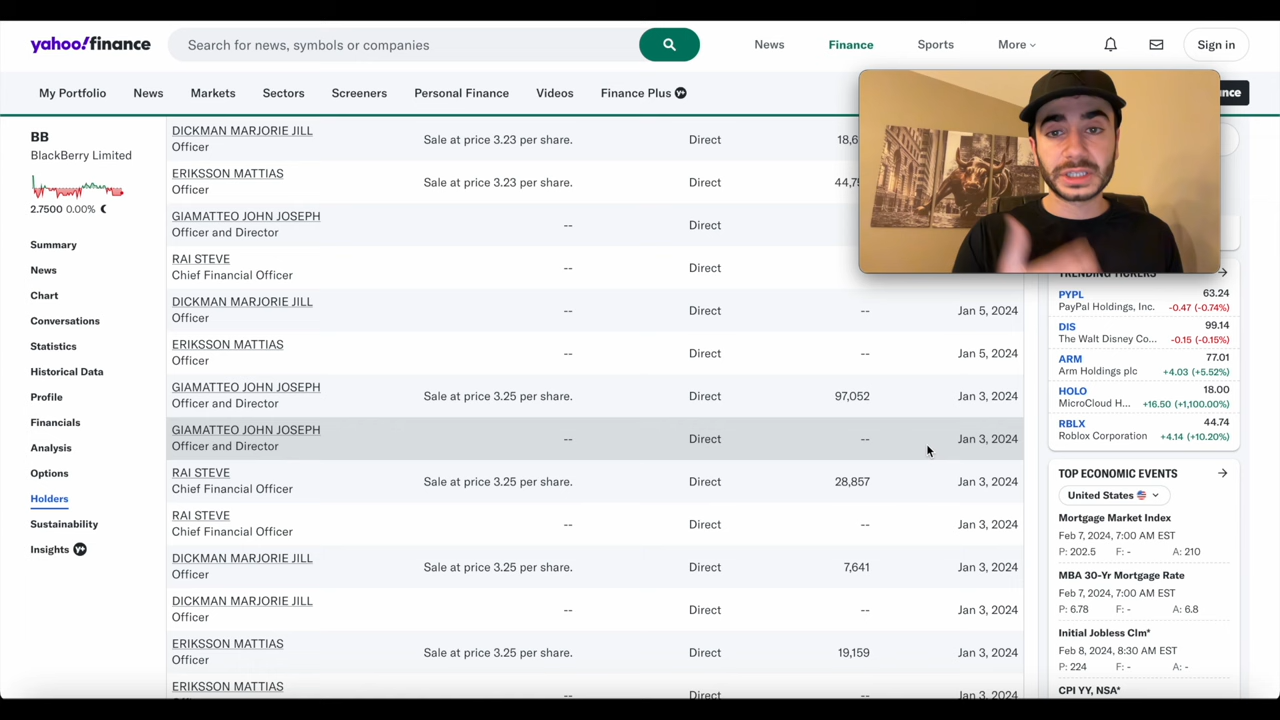 yahoo!finance
Search for news, symbols or companies
News
Finance
Sports
More
Sign in
My Portfolio
News
Markets
Sectors
Screeners
Personal Finance
Videos
Finance Plus
BB
BlackBerry Limited
2.7500 0.00%
Summary
News
Chart
Conversations
Statistics
Historical Data
Profile
Financials
Analysis
Options
Holders
Sustainability
Insights
DICKMAN MARJORIE JILL
Officer
Sale at price 3.23 per share.
Direct
ERIKSSON MATTIAS
Officer
Sale at price 3.23 per share.
Direct
GIAMATTEO JOHN JOSEPH
Officer and Director
--
Direct
RAI STEVE
Chief Financial Officer
--
Direct
DICKMAN MARJORIE JILL
Officer
--
Direct
--
Jan 5, 2024
ERIKSSON MATTIAS
Officer
--
Direct
--
Jan 5, 2024
GIAMATTEO JOHN JOSEPH
Officer and Director
Sale at price 3.25 per share.
Direct
97,052
Jan 3, 2024
GIAMATTEO JOHN JOSEPH
Officer and Director
--
Direct
--
Jan 3, 2024
RAI STEVE
Chief Financial Officer
Sale at price 3.25 per share.
Direct
28,857
Jan 3, 2024
RAI STEVE
Chief Financial Officer
--
Direct
--
Jan 3, 2024
DICKMAN MARJORIE JILL
Officer
Sale at price 3.25 per share.
Direct
7,641
Jan 3, 2024
DICKMAN MARJORIE JILL
Officer
--
Direct
--
Jan 3, 2024
ERIKSSON MATTIAS
Officer
Sale at price 3.25 per share.
Direct
19,159
Jan 3, 2024
ERIKSSON MATTIAS
--
Direct
--
Jan 3, 2024
TRENDING TICKERS
PYPL
63.24
PayPal Holdings, Inc.
-0.47 (-0.74%)
DIS
99.14
The Walt Disney Co...
-0.15 (-0.15%)
ARM
77.01
Arm Holdings plc
+4.03 (+5.52%)
HOLO
18.00
MicroCloud H...
+16.50 (+1,100.00%)
RBLX
44.74
Roblox Corporation
+4.14 (+10.20%)
TOP ECONOMIC EVENTS
United States
Mortgage Market Index
Feb 7, 2024, 7:00 AM EST
P: 202.5 F: - A: 210
MBA 30-Yr Mortgage Rate
Feb 7, 2024, 7:00 AM EST
P: 6.78 F: - A: 6.8
Initial Jobless Clm*
Feb 8, 2024, 8:30 AM EST
P: 224 F: - A: -
CPI YY, NSA*